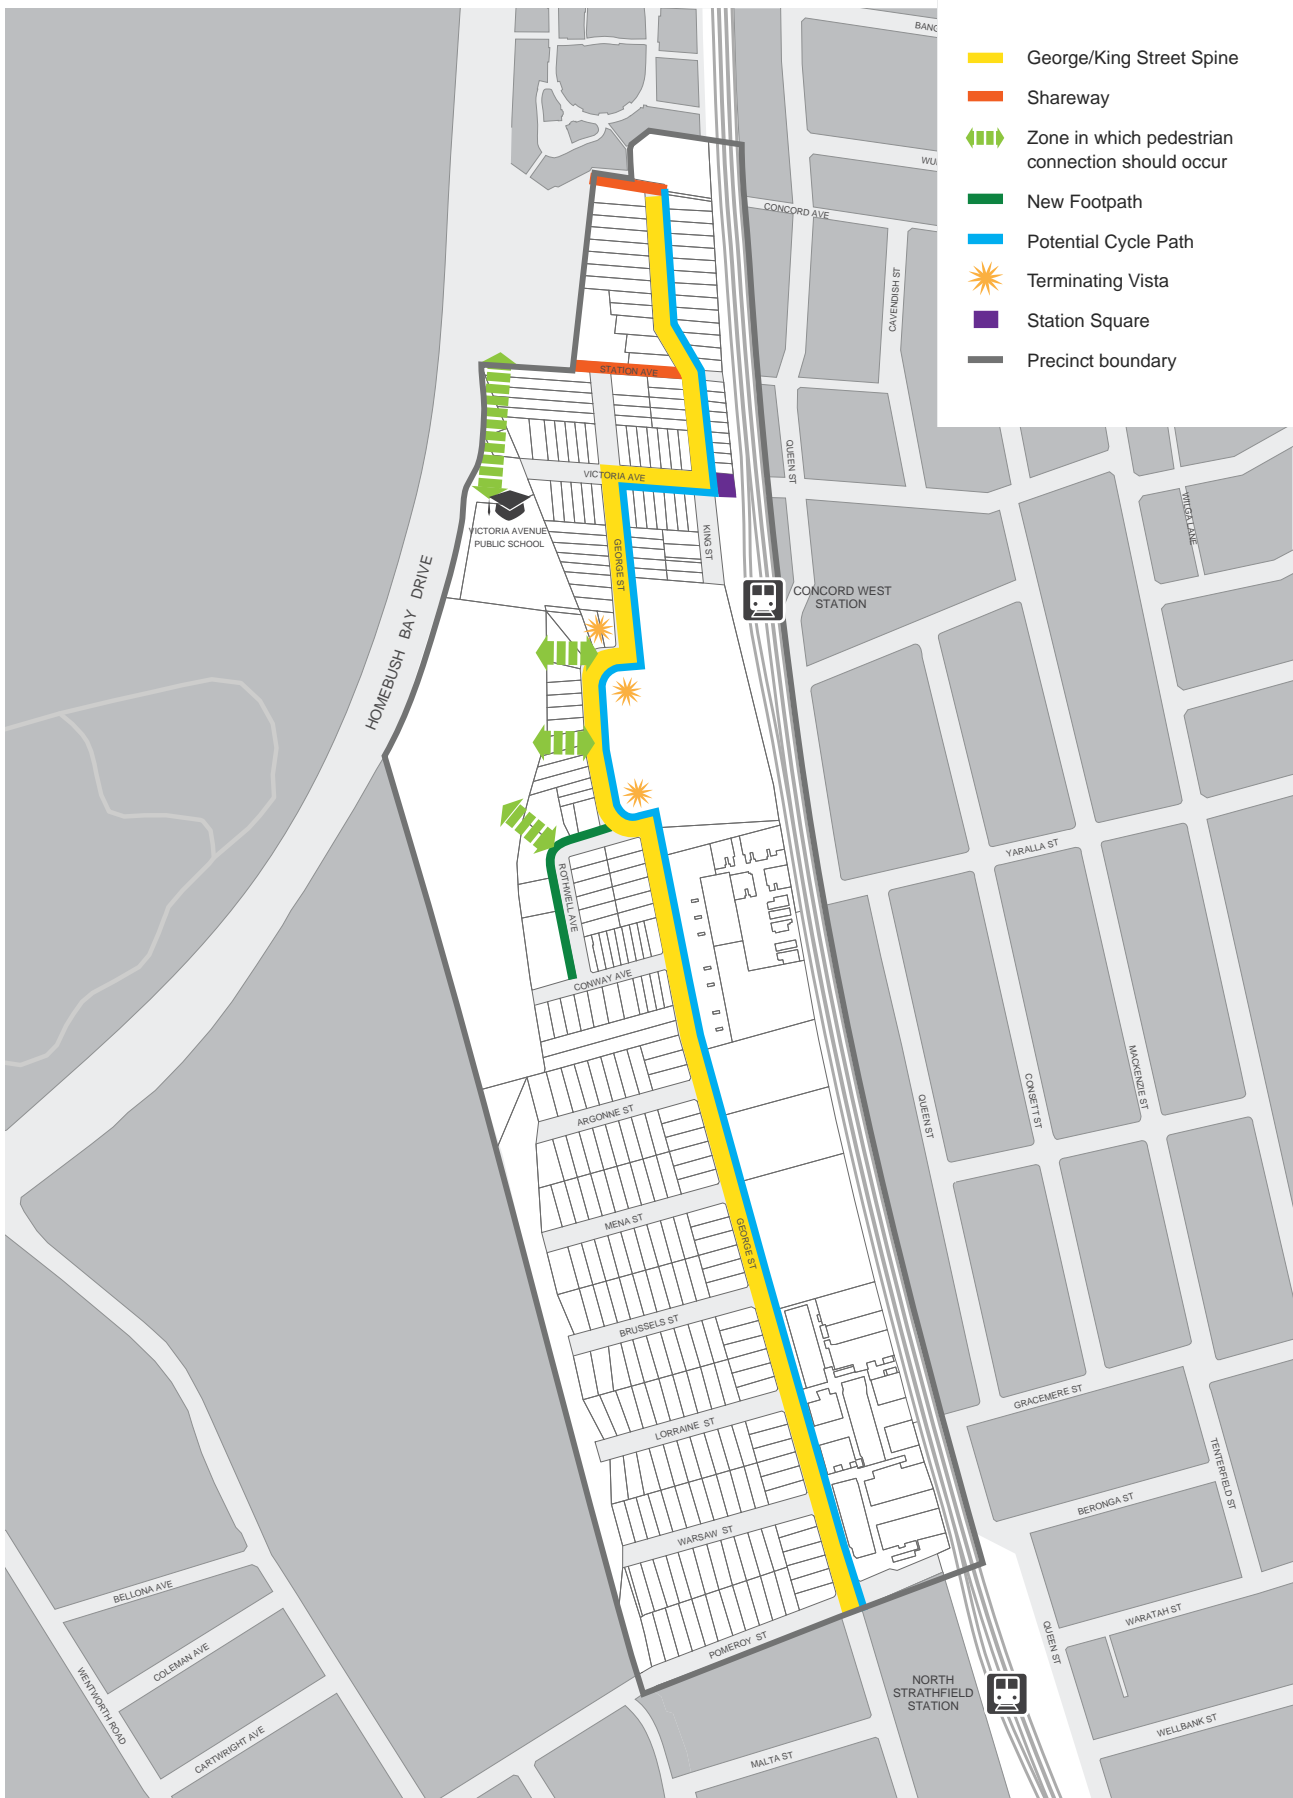 BANG
George/King Street Spine
Shareway
Zone in which pedestrian
connection should occur
New Footpath
Potential Cycle Path
Terminating Vista
Station Square
Precinct boundary
WU
CONCORD AVE
CAVENDISH ST
STATION AVE
QUEEN ST
VICTORIA AVE
WILGA LANE
VICTORIA AVENUE
PUBLIC SCHOOL
KING ST
GEORGE ST
HOMEBUSH BAY DRIVE
CONCORD WEST
STATION
YARALLA ST
ROTHWELL AVE
CONWAY AVE
ARGONNE ST
QUEEN ST
CONSETT ST
MACKENZIE ST
MENA ST
GEORGE ST
BRUSSELS ST
GRACEMERE ST
LORRAINE ST
TENTERFIELD ST
BERONGA ST
WARSAW ST
BELLONA AVE
WARATAH ST
COLEMAN AVE
POMEROY ST
QUEEN ST
WENTWORTH ROAD
NORTH
STRATHFIELD
STATION
CARTWRIGHT AVE
WELLBANK ST
MALTA ST